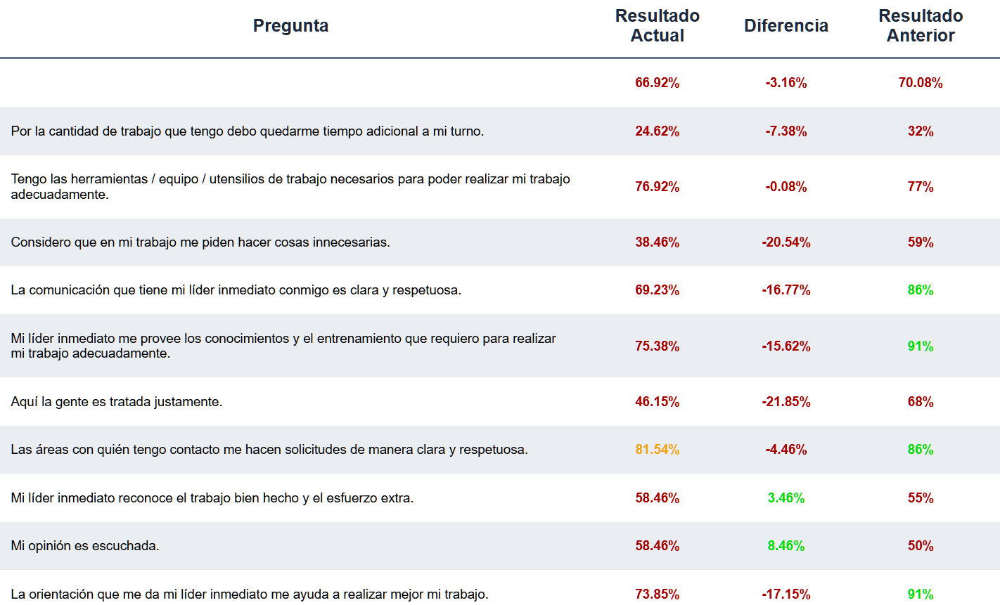 Pregunta Resultado Actual Diferencia Resultado Anterior
66.92% -3.16% 70.08%
Por la cantidad de trabajo que tengo debo quedarme tiempo adicional a mi turno. 24.62% -7.38% 32%
Tengo las herramientas / equipo / utensilios de trabajo necesarios para poder realizar mi trabajo
adecuadamente. 76.92% -0.08% 77%
Considero que en mi trabajo me piden hacer cosas innecesarias. 38.46% -20.54% 59%
La comunicación que tiene mi líder inmediato conmigo es clara y respetuosa. 69.23% -16.77% 86%
Mi líder inmediato me provee los conocimientos y el entrenamiento que requiero para realizar
mi trabajo adecuadamente. 75.38% -15.62% 91%
Aquí la gente es tratada justamente. 46.15% -21.85% 68%
Las áreas con quién tengo contacto me hacen solicitudes de manera clara y respetuosa. 81.54% -4.46% 86%
Mi líder inmediato reconoce el trabajo bien hecho y el esfuerzo extra. 58.46% 3.46% 55%
Mi opinión es escuchada. 58.46% 8.46% 50%
La orientación que me da mi líder inmediato me ayuda a realizar mejor mi trabajo. 73.85% -17.15% 91%